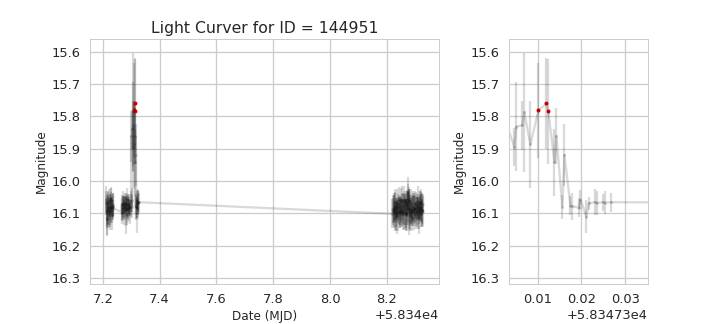 Light Curver for ID = 144951
Magnitude
15.6
15.7
15.8
15.9
16.0
16.1
16.2
16.3
7.2 7.4 7.6 7.8 8.0 8.2
Date (MJD)
+5.834e4
Magnitude
15.6
15.7
15.8
15.9
16.0
16.1
16.2
16.3
0.01 0.02 0.03
+5.83473e4